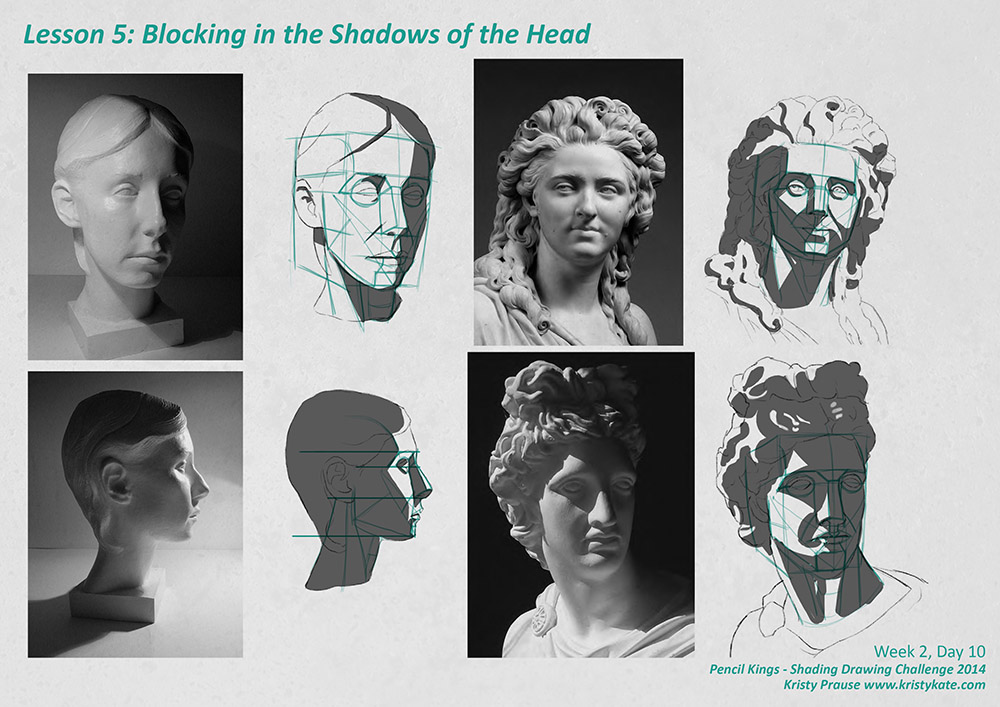 Lesson 5: Blocking in the Shadows of the Head
Week 2, Day 10
Pencil Kings - Shading Drawing Challenge 2014
Kristy Prause www.kristykate.com